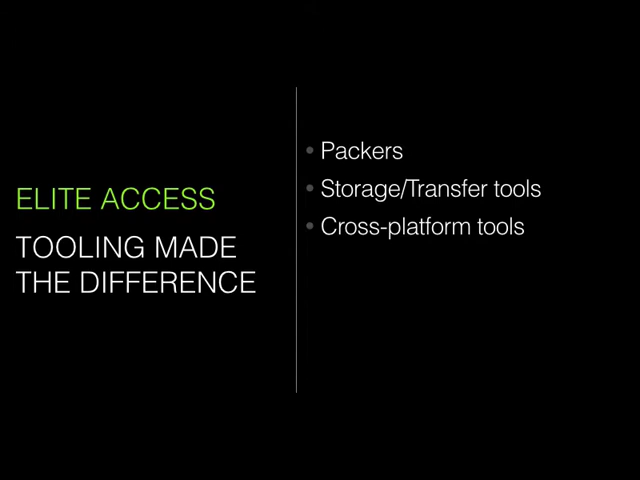 ELITE ACCESS
TOOLING MADE
THE DIFFERENCE
• Packers
• Storage/Transfer tools
• Cross-platform tools